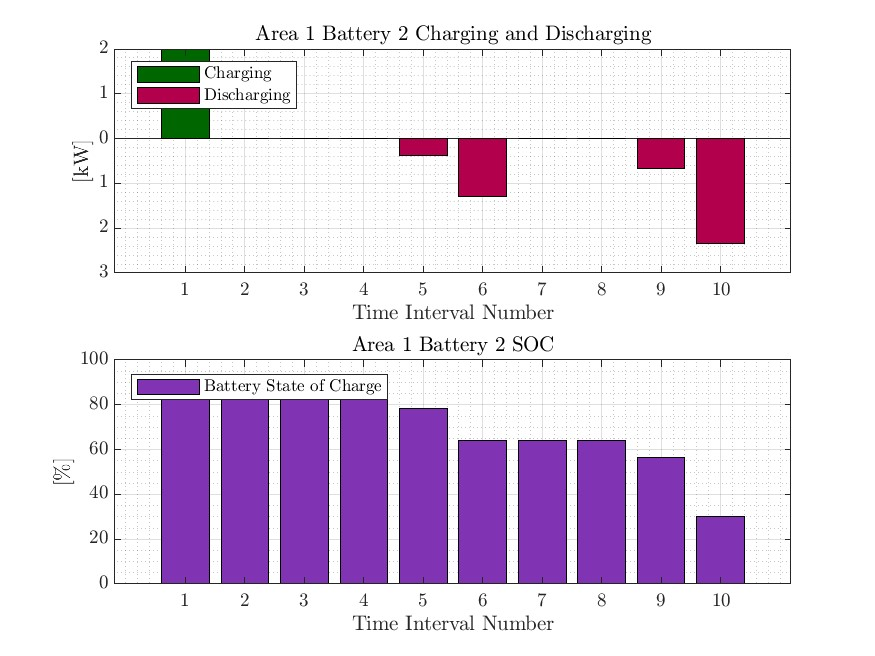 Area 1 Battery 2 Charging and Discharging
2
1
0
1
2
3
[kW]
Charging
Discharging
1 2 3 4 5 6 7 8 9 10
Time Interval Number
Area 1 Battery 2 SOC
100
80
60
40
20
0
[%]
Battery State of Charge
1 2 3 4 5 6 7 8 9 10
Time Interval Number